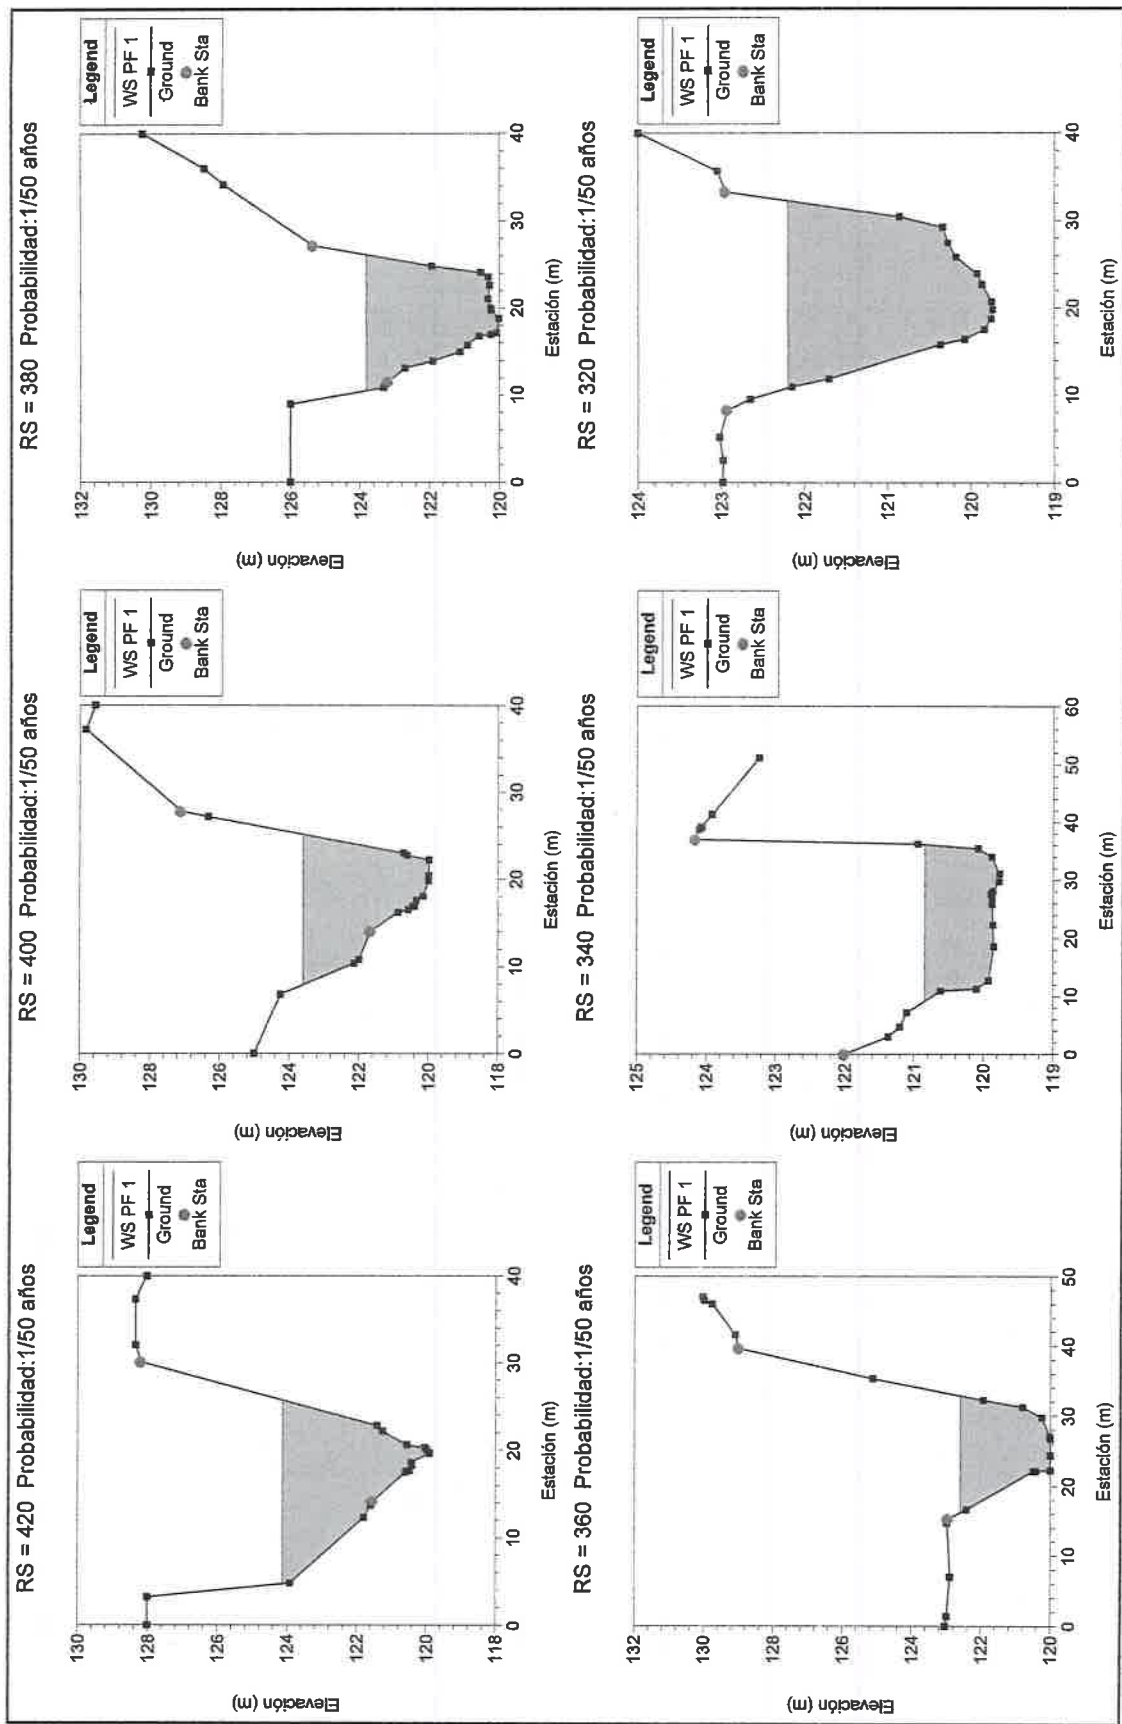 RS = 420 Probabilidad:1/50 años
Elevación (m)
130
128
126
124
122
120
118
0
10
20
30
40
Estación (m)
Legend
WS PF 1
Ground
Bank Sta
RS = 400 Probabilidad:1/50 años
Elevación (m)
130
128
126
124
122
120
118
0
10
20
30
40
Estación (m)
Legend
WS PF 1
Ground
Bank Sta
RS = 380 Probabilidad:1/50 años
Elevación (m)
132
130
128
126
124
122
120
0
10
20
30
40
Estación (m)
Legend
WS PF 1
Ground
Bank Sta
RS = 360 Probabilidad:1/50 años
Elevación (m)
132
130
128
126
124
122
120
0
10
20
30
40
50
Estación (m)
Legend
WS PF 1
Ground
Bank Sta
RS = 340 Probabilidad:1/50 años
Elevación (m)
125
124
123
122
121
120
119
0
10
20
30
40
50
60
Estación (m)
Legend
WS PF 1
Ground
Bank Sta
RS = 320 Probabilidad:1/50 años
Elevación (m)
124
123
122
121
120
119
0
10
20
30
40
Estación (m)
Legend
WS PF 1
Ground
Bank Sta